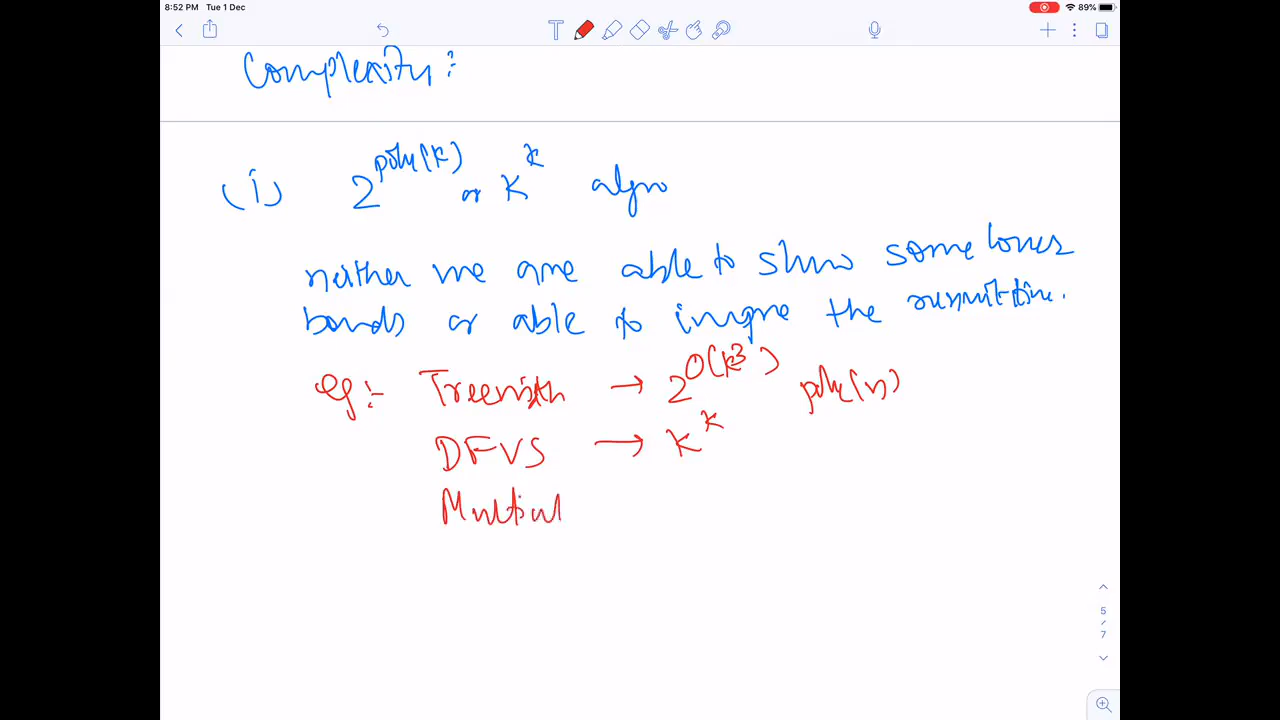 8:52 PM Tue 1 Dec
89%
Complexity:
(i) 2^poly(k) or k^k algo
neither we are able to show some lower
bonds or able to improve the running time.
Eg:- Treewidth → 2^O(k^3) poly(n)
DFVS → k^k
Multicut
5
/
7